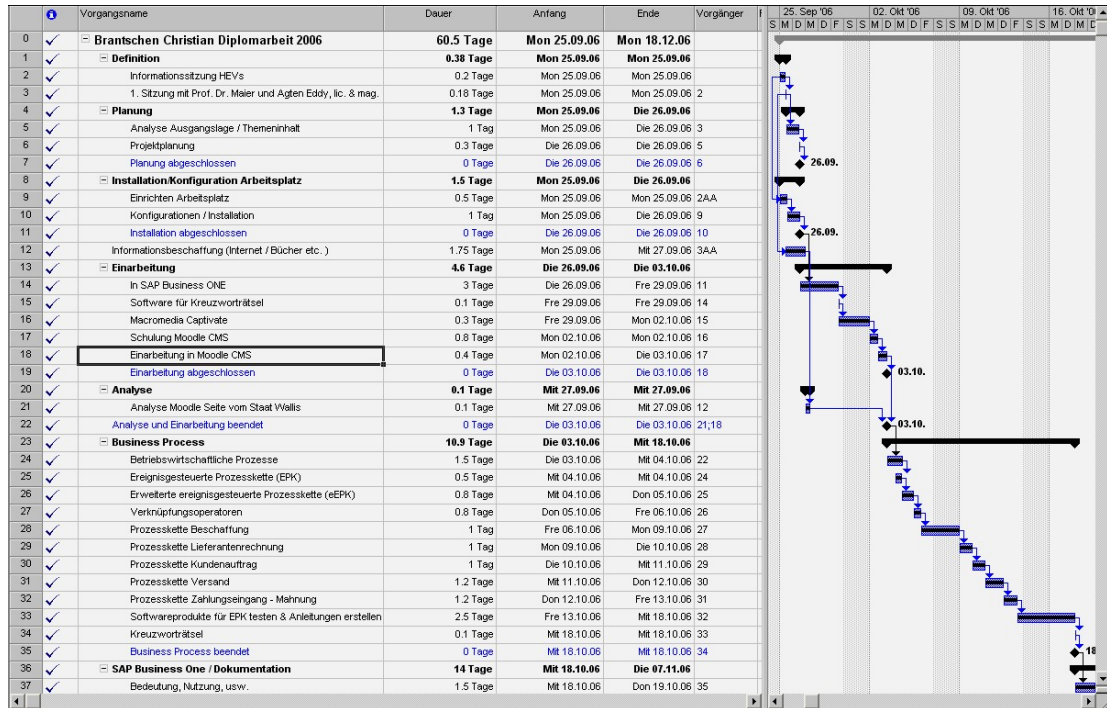 Vorgangsname Dauer Anfang Ende Vorgänger 25. Sep '06 02. Okt '06 09. Okt '06 16. Okt '0
S M D M D F S S M D M D F S S M D M D F S S M D M D
0 Brantschen Christian Diplomarbeit 2006 60.5 Tage Mon 25.09.06 Mon 18.12.06
1 Definition 0.38 Tage Mon 25.09.06 Mon 25.09.06
2 Informationssitzung HEVs 0.2 Tage Mon 25.09.06 Mon 25.09.06
3 1. Sitzung mit Prof. Dr. Maier und Agten Eddy, lic. & mag. 0.18 Tage Mon 25.09.06 Mon 25.09.06 2
4 Planung 1.3 Tage Mon 25.09.06 Die 26.09.06
5 Analyse Ausgangslage / Themeninhalt 1 Tag Mon 25.09.06 Die 26.09.06 3
6 Projektplanung 0.3 Tage Die 26.09.06 Die 26.09.06 5
7 Planung abgeschlossen 0 Tage Die 26.09.06 Die 26.09.06 6 26.09.
8 Installation/Konfiguration Arbeitsplatz 1.5 Tage Mon 25.09.06 Die 26.09.06
9 Einrichten Arbeitsplatz 0.5 Tage Mon 25.09.06 Mon 25.09.06 2AA
10 Konfigurationen / Installation 1 Tag Mon 25.09.06 Die 26.09.06 9
11 Installation abgeschlossen 0 Tage Die 26.09.06 Die 26.09.06 10 26.09.
12 Informationsbeschaffung (Internet / Bücher etc. ) 1.75 Tage Mon 25.09.06 Mit 27.09.06 3AA
13 Einarbeitung 4.6 Tage Die 26.09.06 Die 03.10.06
14 In SAP Business ONE 3 Tage Die 26.09.06 Fre 29.09.06 11
15 Software für Kreuzworträtsel 0.1 Tage Fre 29.09.06 Fre 29.09.06 14
16 Macromedia Captivate 0.3 Tage Fre 29.09.06 Mon 02.10.06 15
17 Schulung Moodle CMS 0.8 Tage Mon 02.10.06 Mon 02.10.06 16
18 Einarbeitung in Moodle CMS 0.4 Tage Mon 02.10.06 Die 03.10.06 17
19 Einarbeitung abgeschlossen 0 Tage Die 03.10.06 Die 03.10.06 18 03.10.
20 Analyse 0.1 Tage Mit 27.09.06 Mit 27.09.06
21 Analyse Moodle Seite vom Staat Wallis 0.1 Tage Mit 27.09.06 Mit 27.09.06 12
22 Analyse und Einarbeitung beendet 0 Tage Die 03.10.06 Die 03.10.06 21;18 03.10.
23 Business Process 10.9 Tage Die 03.10.06 Mit 18.10.06
24 Betriebswirtschaftliche Prozesse 1.5 Tage Die 03.10.06 Mit 04.10.06 22
25 Ereignisgesteuerte Prozesskette (EPK) 0.5 Tage Mit 04.10.06 Mit 04.10.06 24
26 Erweiterte ereignisgesteuerte Prozesskette (eEPK) 0.8 Tage Mit 04.10.06 Don 05.10.06 25
27 Verknüpfungsoperatoren 0.8 Tage Don 05.10.06 Fre 06.10.06 26
28 Prozesskette Beschaffung 1 Tag Fre 06.10.06 Mon 09.10.06 27
29 Prozesskette Lieferantenrechnung 1 Tag Mon 09.10.06 Die 10.10.06 28
30 Prozesskette Kundenauftrag 1 Tag Die 10.10.06 Mit 11.10.06 29
31 Prozesskette Versand 1.2 Tage Mit 11.10.06 Don 12.10.06 30
32 Prozesskette Zahlungseingang - Mahnung 1.2 Tage Don 12.10.06 Fre 13.10.06 31
33 Softwareprodukte für EPK testen & Anleitungen erstellen 2.5 Tage Fre 13.10.06 Mit 18.10.06 32
34 Kreuzworträtsel 0.1 Tage Mit 18.10.06 Mit 18.10.06 33
35 Business Process beendet 0 Tage Mit 18.10.06 Mit 18.10.06 34 18
36 SAP Business One / Dokumentation 14 Tage Mit 18.10.06 Die 07.11.06
37 Bedeutung, Nutzung, usw. 1.5 Tage Mit 18.10.06 Don 19.10.06 35